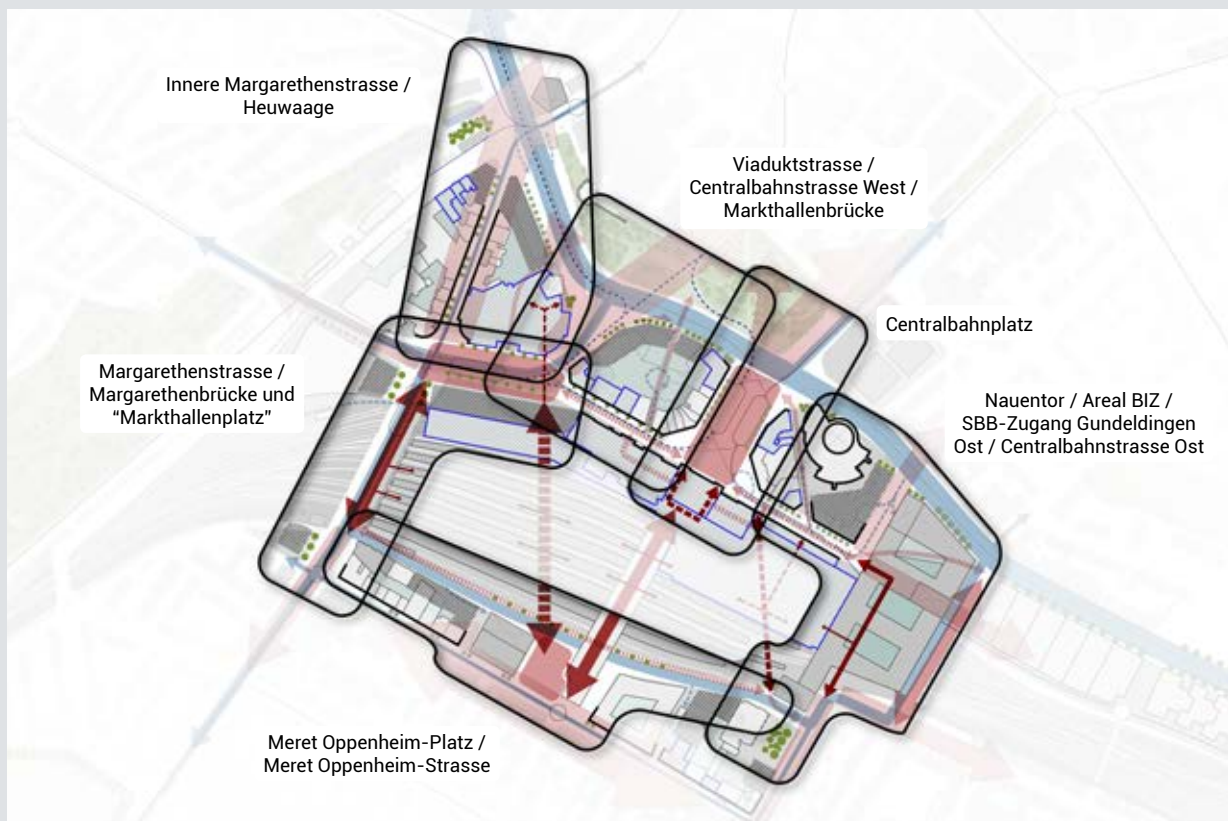 Innere Margarethenstrasse /
Heuwaage
Viaduktstrasse /
Centralbahnstrasse West /
Markthallenbrücke
Centralbahnplatz
Margarethenstrasse /
Margarethenbrücke und
“Markthallenplatz”
Nauentor / Areal BIZ /
SBB-Zugang Gundeldingen
Ost / Centralbahnstrasse Ost
Meret Oppenheim-Platz /
Meret Oppenheim-Strasse